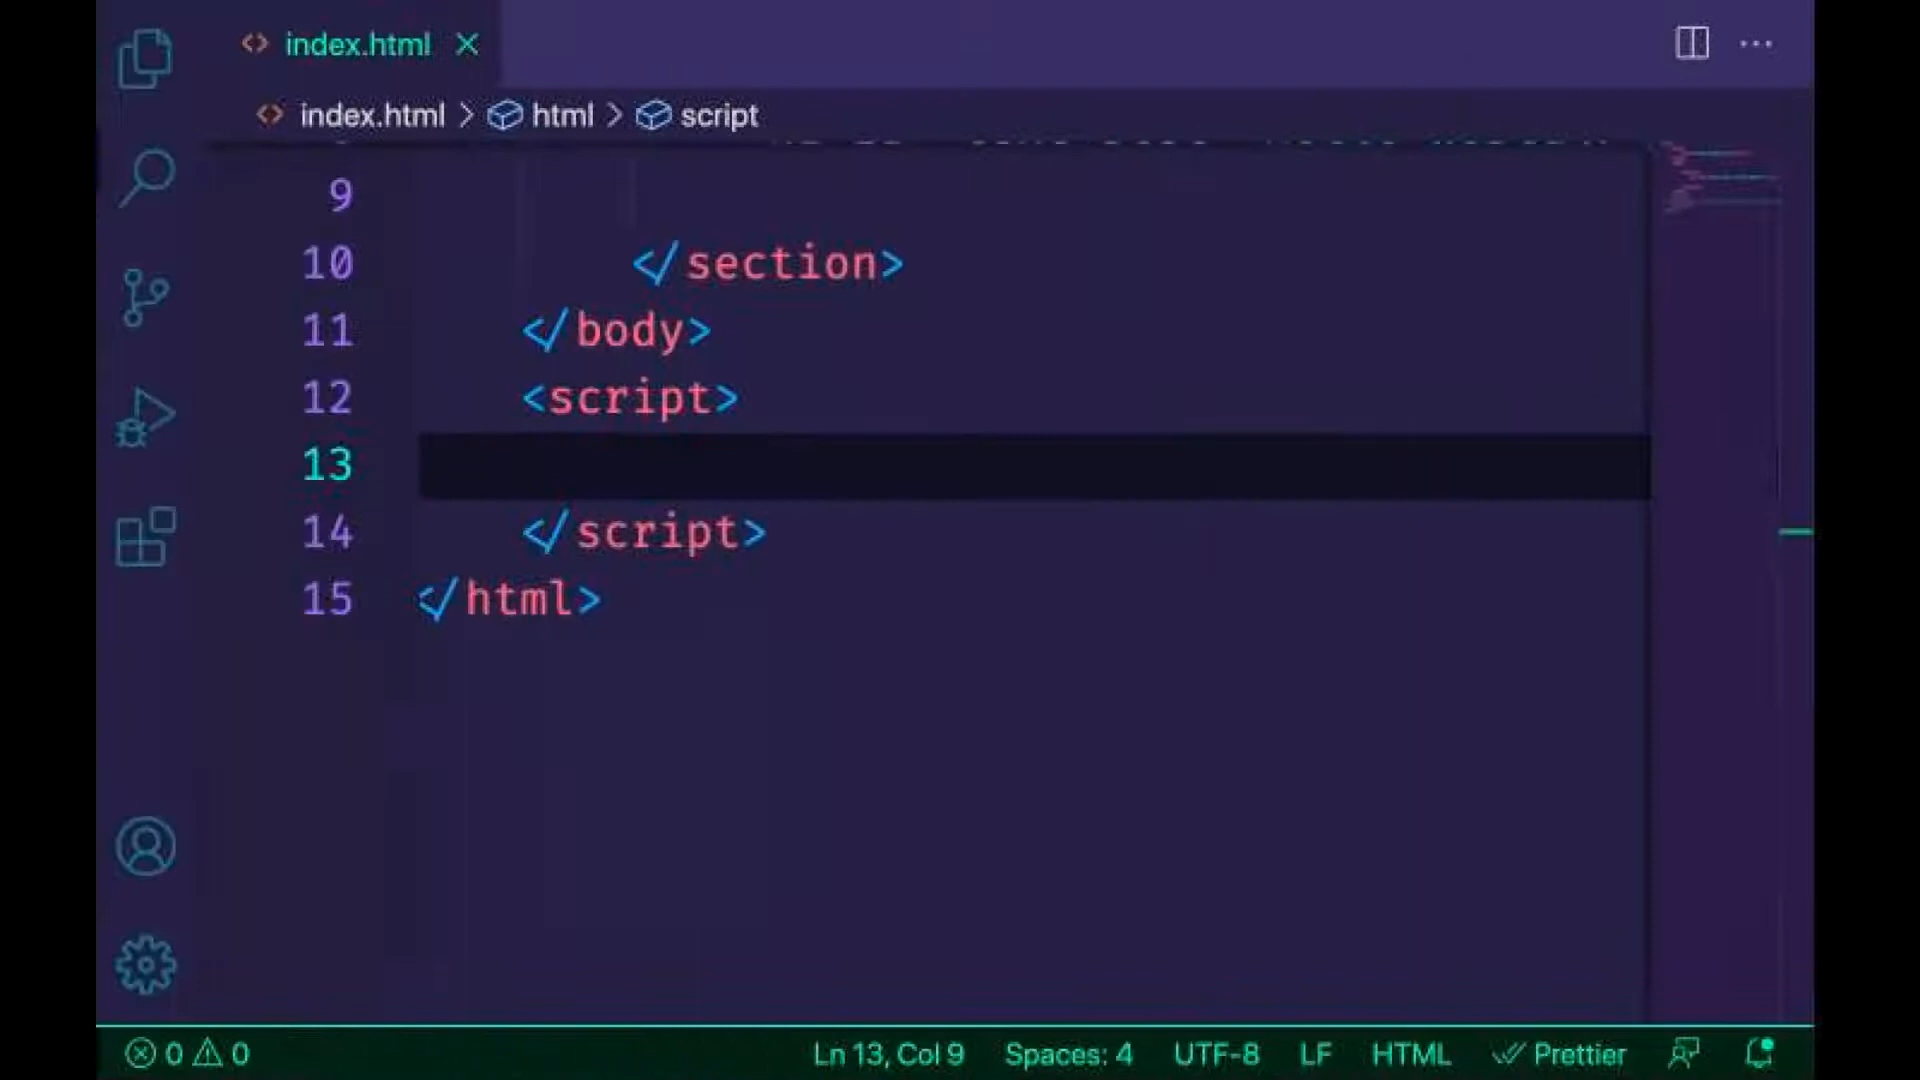 index.html
index.html > html > script
9
10 </section>
11 </body>
12 <script>
13
14 </script>
15 </html>
0 0 Ln 13, Col 9 Spaces: 4 UTF-8 LF HTML Prettier